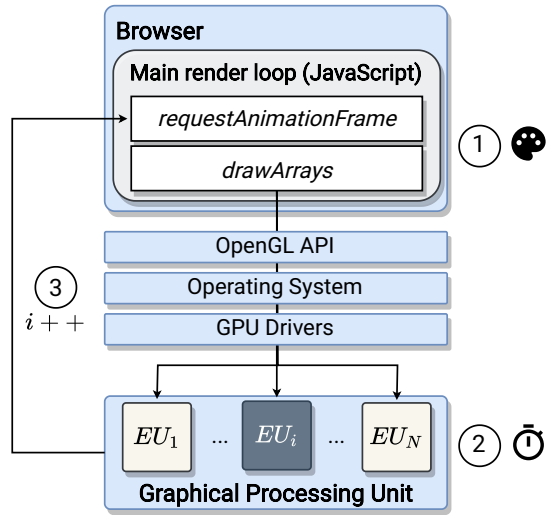 Browser
Main render loop (JavaScript)
requestAnimationFrame
drawArrays
1
OpenGL API
Operating System
GPU Drivers
3
i + +
EU₁ ... EUᵢ ... EU_N
2
Graphical Processing Unit